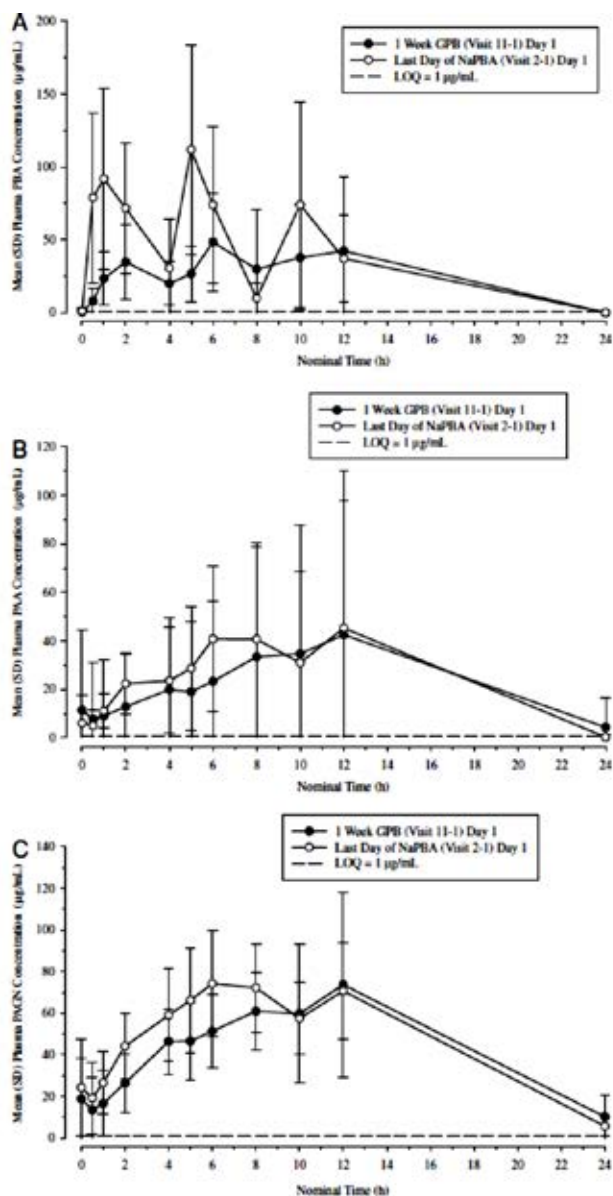 A
200
150
100
50
0
Mean (SD) Plasma PBA Concentration (µg/mL)
1 Week GPB (Visit 11-1) Day 1
Last Day of NaPBA (Visit 2-1) Day 1
LOQ = 1 µg/mL
0 2 4 6 8 10 12 14 16 18 20 22 24
Nominal Time (h)
B
120
100
80
60
40
20
0
Mean (SD) Plasma PAA Concentration (µg/mL)
1 Week GPB (Visit 11-1) Day 1
Last Day of NaPBA (Visit 2-1) Day 1
LOQ = 1 µg/mL
0 2 4 6 8 10 12 14 16 18 20 22 24
Nominal Time (h)
C
140
120
100
80
60
40
20
0
Mean (SD) Plasma PAGN Concentration (µg/mL)
1 Week GPB (Visit 11-1) Day 1
Last Day of NaPBA (Visit 2-1) Day 1
LOQ = 1 µg/mL
0 2 4 6 8 10 12 14 16 18 20 22 24
Nominal Time (h)